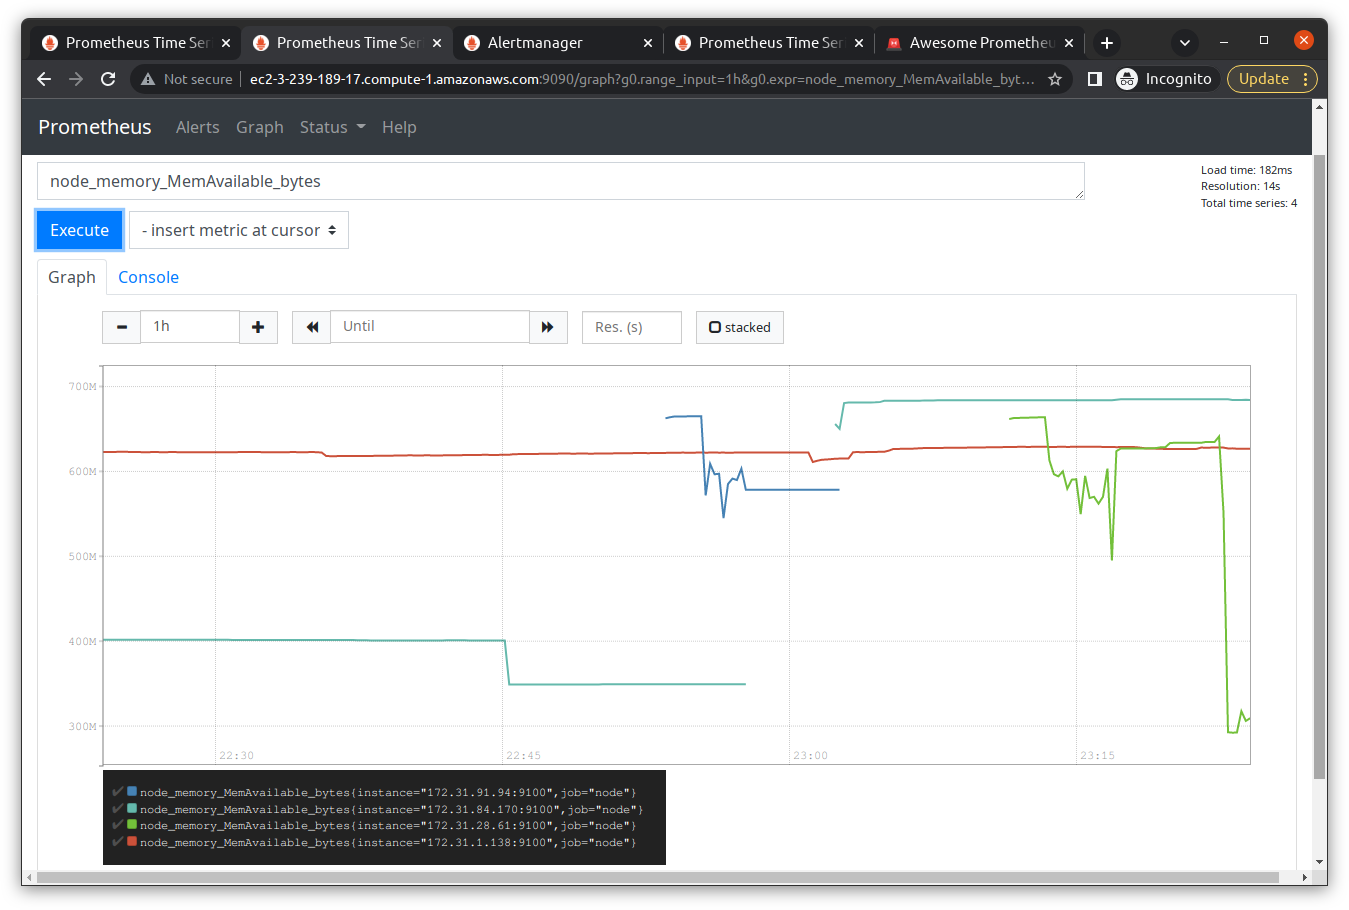 Prometheus Time Ser
Prometheus Time Ser
Alertmanager
Prometheus Time Ser
Awesome Prometheu
Not secure
ec2-3-239-189-17.compute-1.amazonaws.com:9090/graph?g0.range_input=1h&g0.expr=node_memory_MemAvailable_byt...
Incognito
Update
Prometheus
Alerts
Graph
Status
Help
node_memory_MemAvailable_bytes
Load time: 182ms
Resolution: 14s
Total time series: 4
Execute
- insert metric at cursor
Graph
Console
1h
Until
Res. (s)
stacked
700M
600M
500M
400M
300M
22:30
22:45
23:00
23:15
node_memory_MemAvailable_bytes{instance="172.31.91.94:9100",job="node"}
node_memory_MemAvailable_bytes{instance="172.31.84.170:9100",job="node"}
node_memory_MemAvailable_bytes{instance="172.31.28.61:9100",job="node"}
node_memory_MemAvailable_bytes{instance="172.31.1.138:9100",job="node"}